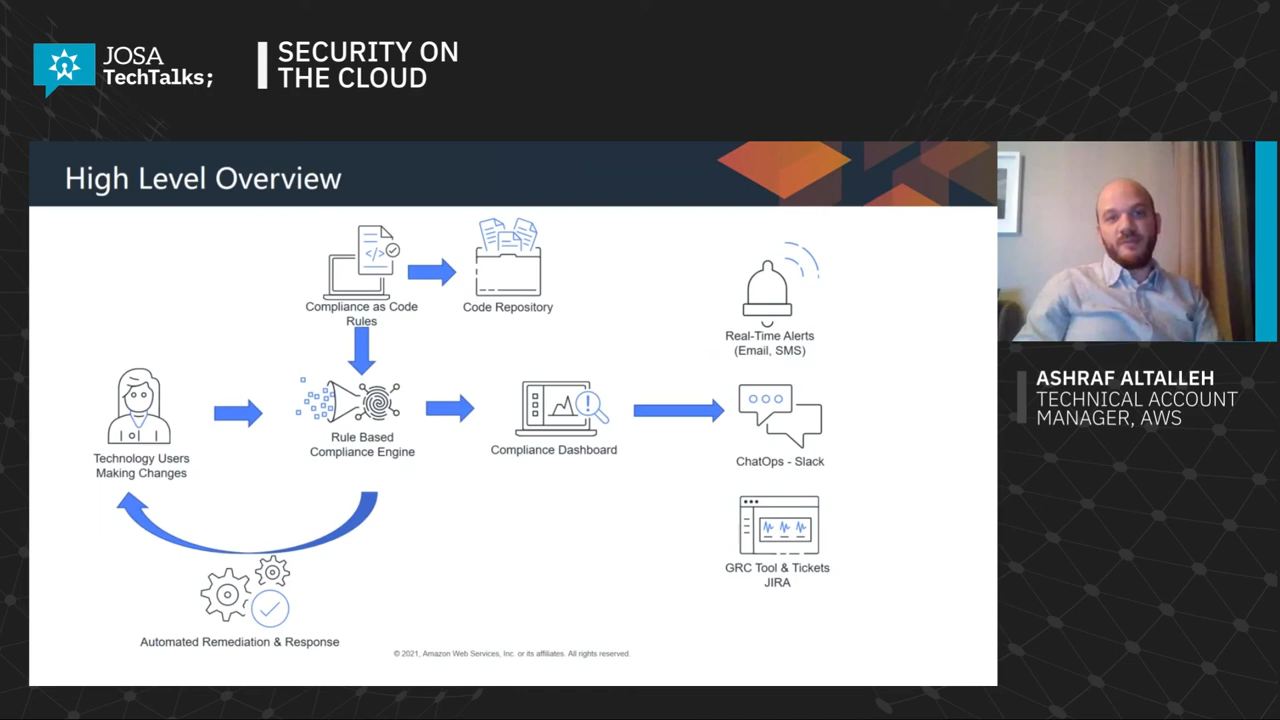 JOSA
TechTalks;
SECURITY ON
THE CLOUD
High Level Overview
Compliance as Code
Rules
Code Repository
Real-Time Alerts
(Email, SMS)
Technology Users
Making Changes
Rule Based
Compliance Engine
Compliance Dashboard
ChatOps - Slack
GRC Tool & Tickets
JIRA
Automated Remediation & Response
© 2021, Amazon Web Services, Inc. or its affiliates. All rights reserved.
ASHRAF ALTALLEH
TECHNICAL ACCOUNT
MANAGER, AWS